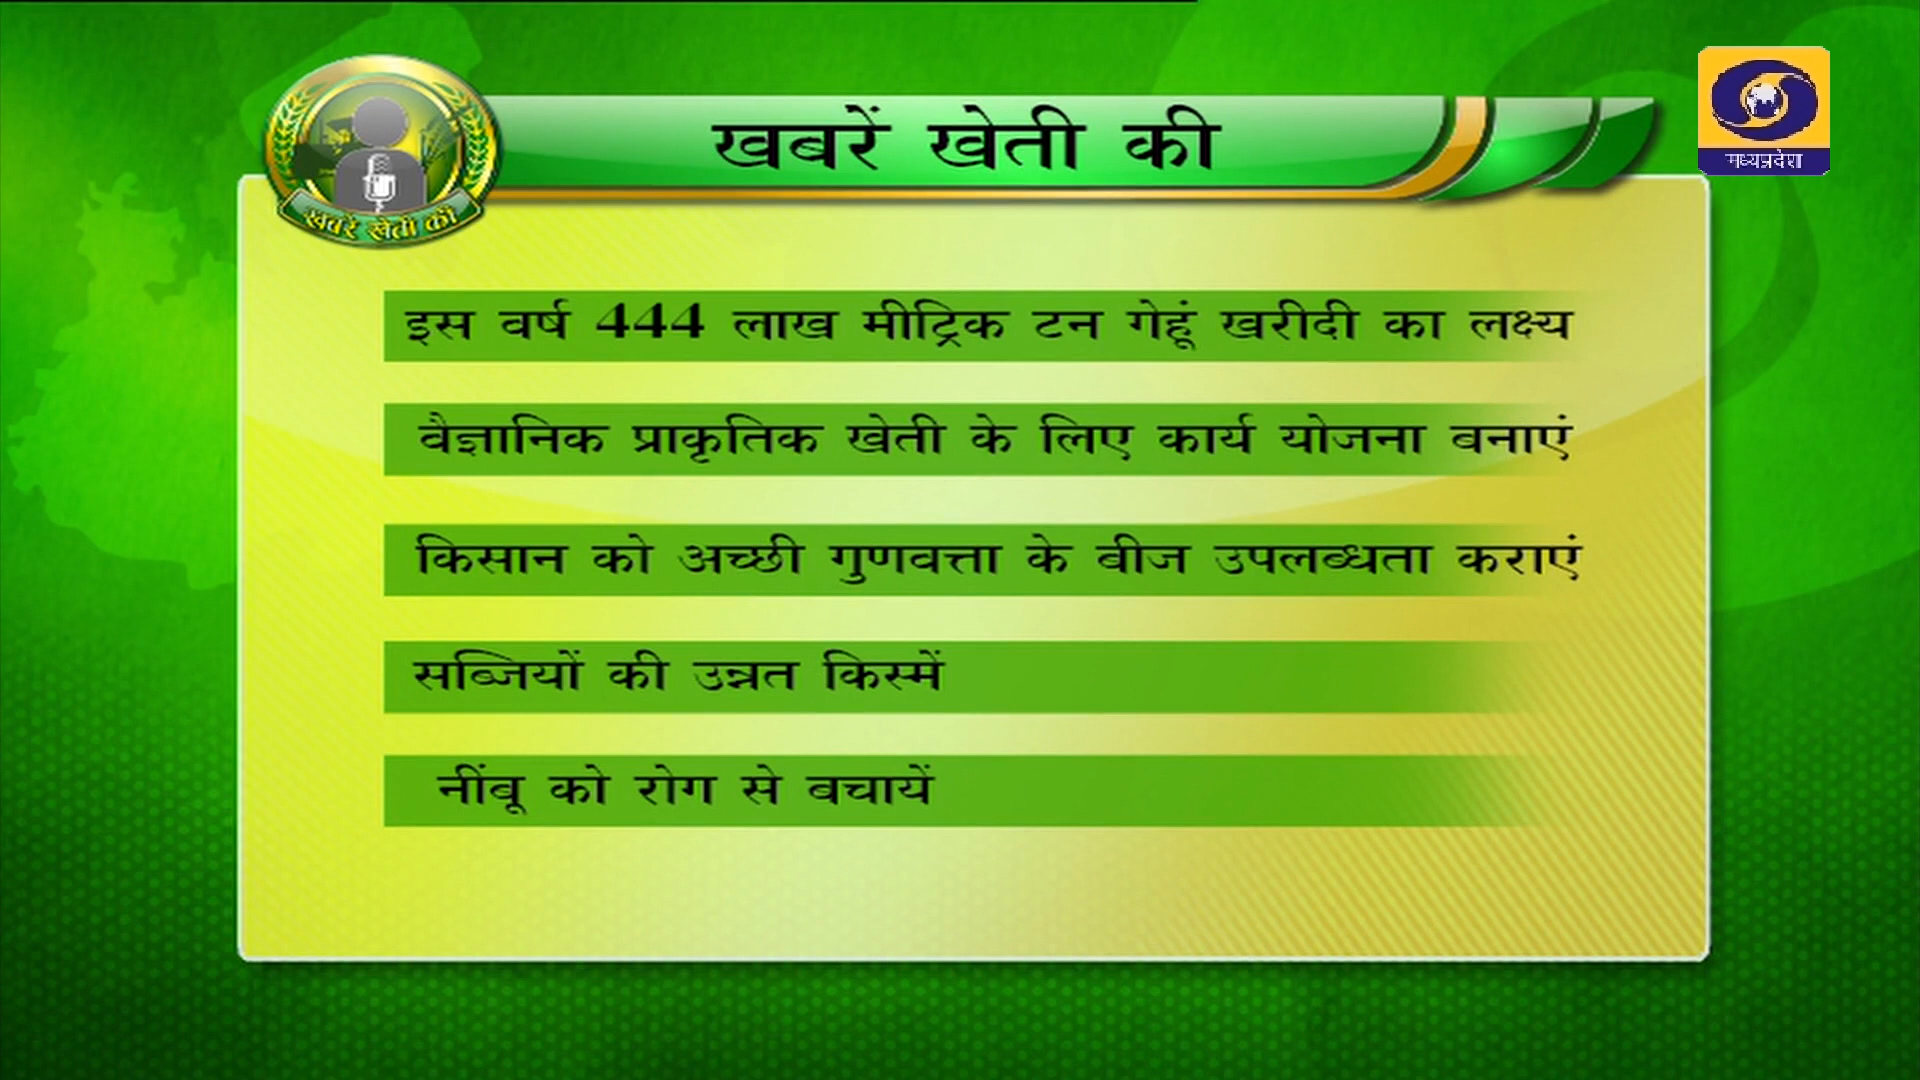 खबरें खेती की
मध्यप्रदेश
खबरें खेती की
इस वर्ष 444 लाख मीट्रिक टन गेहूं खरीदी का लक्ष्य
वैज्ञानिक प्राकृतिक खेती के लिए कार्य योजना बनाएं
किसान को अच्छी गुणवत्ता के बीज उपलब्धता कराएं
सब्जियों की उन्नत किस्में
नींबू को रोग से बचायें